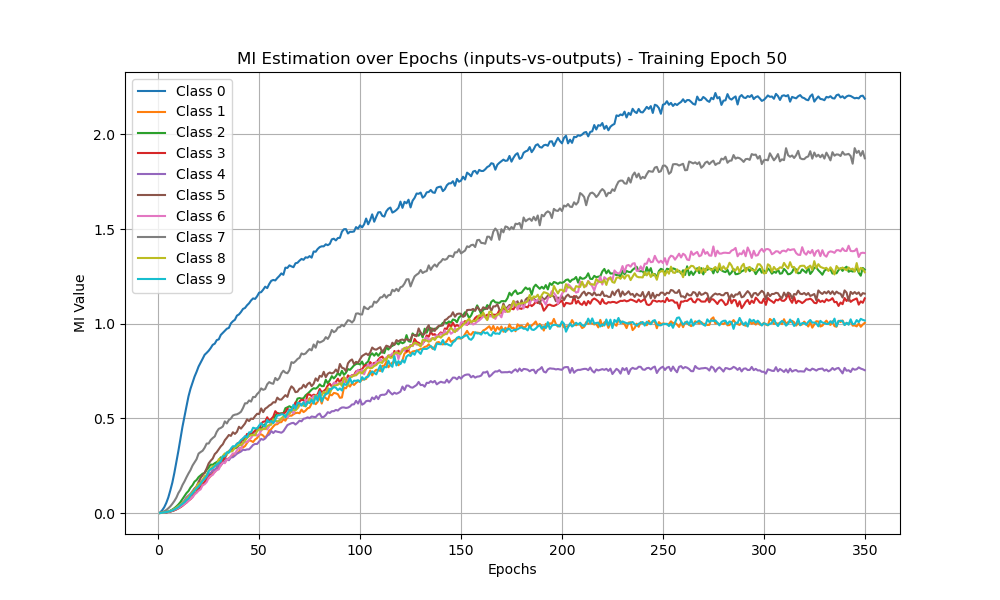 MI Estimation over Epochs (inputs-vs-outputs) - Training Epoch 50
Class 0
Class 1
Class 2
Class 3
Class 4
Class 5
Class 6
Class 7
Class 8
Class 9
MI Value
2.0
1.5
1.0
0.5
0.0
0 50 100 150 200 250 300 350
Epochs